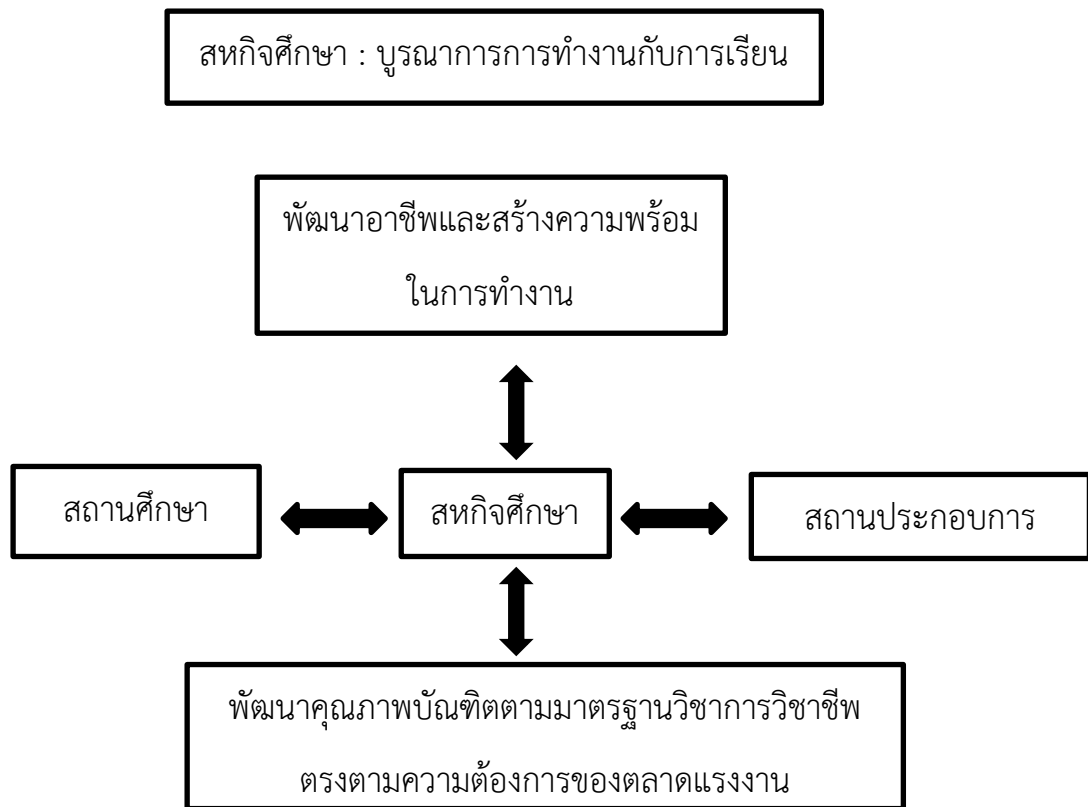 สหกิจศึกษา : บูรณาการการทำงานกับการเรียน
พัฒนาอาชีพและสร้างความพร้อม
ในการทำงาน
สถานศึกษา
สหกิจศึกษา
สถานประกอบการ
พัฒนาคุณภาพบัณฑิตตามมาตรฐานวิชาการวิชาชีพ
ตรงตามความต้องการของตลาดแรงงาน